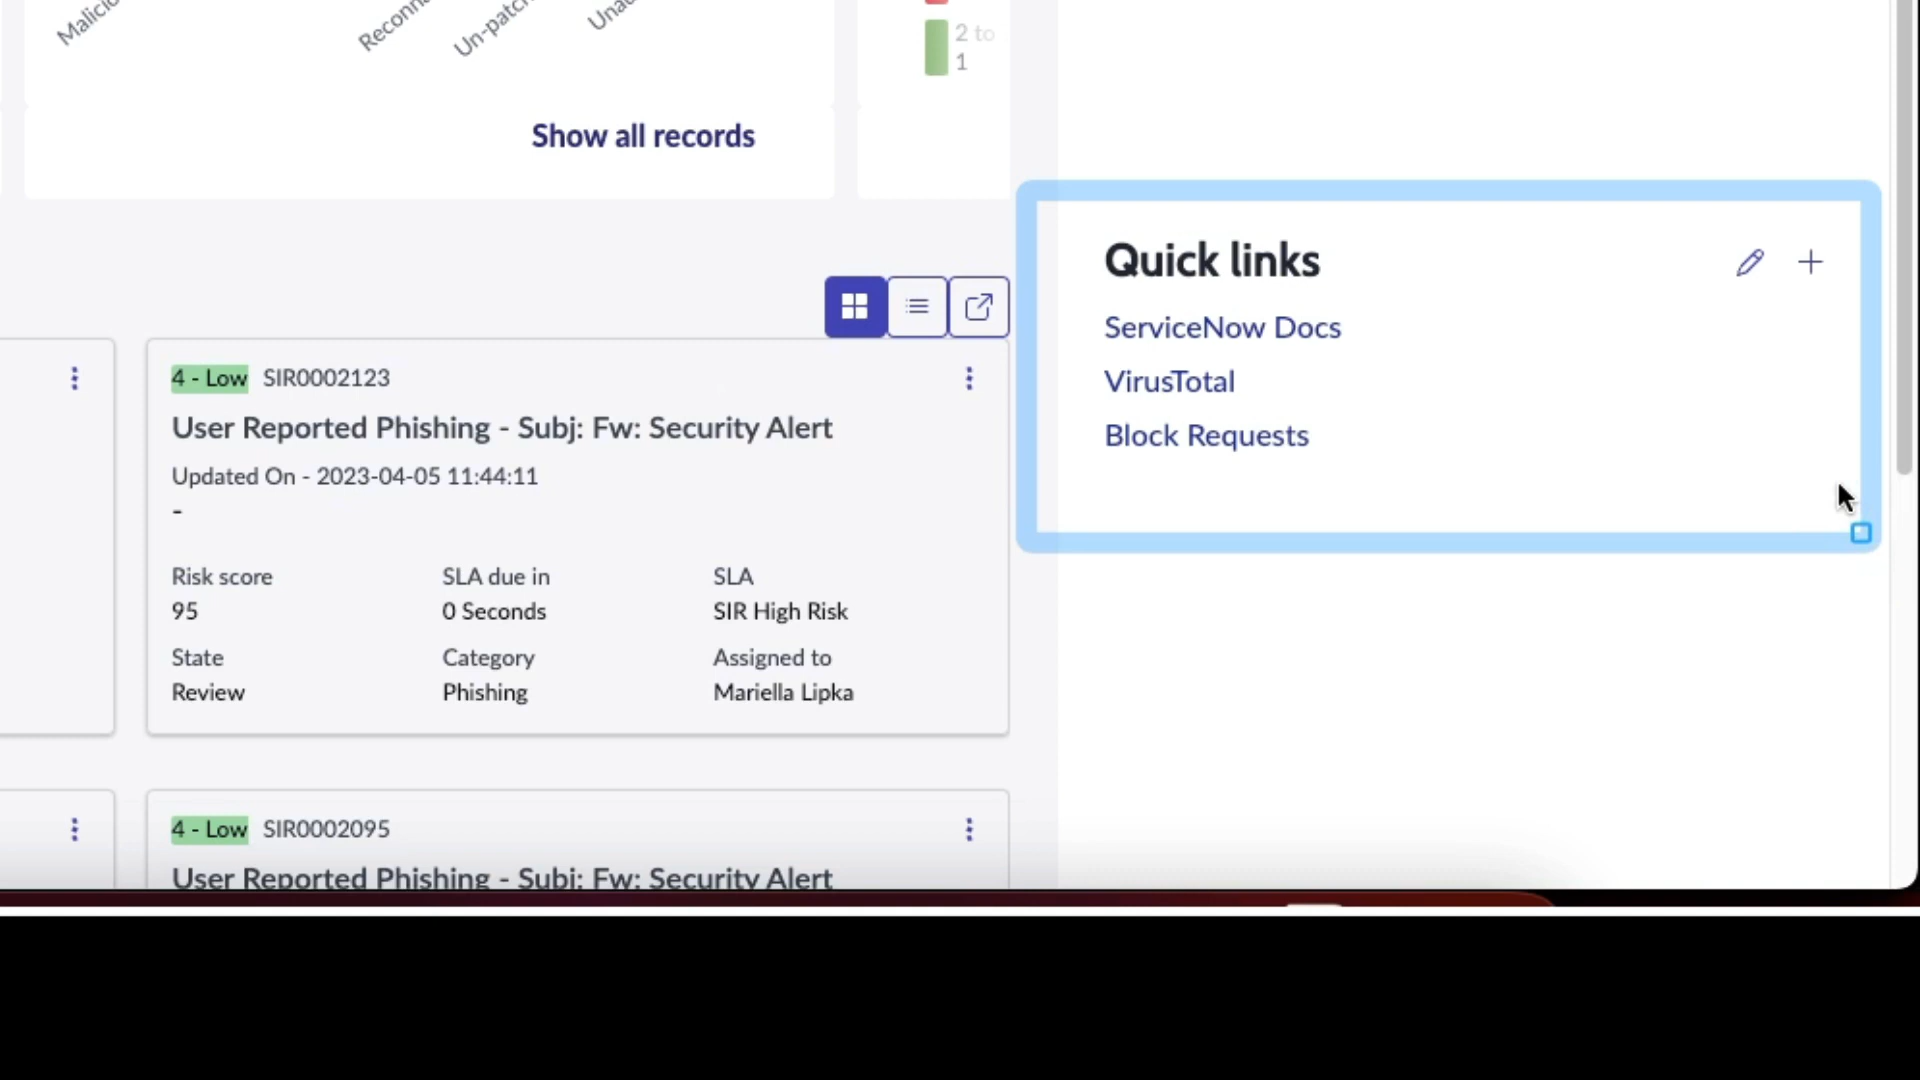 2 to
1
Show all records
Quick links
ServiceNow Docs
VirusTotal
Block Requests
4 - Low SIR0002123
User Reported Phishing - Subj: Fw: Security Alert
Updated On - 2023-04-05 11:44:11
-
Risk score SLA due in SLA
95 0 Seconds SIR High Risk
State Category Assigned to
Review Phishing Mariella Lipka
4 - Low SIR0002095
User Reported Phishing - Subj: Fw: Security Alert